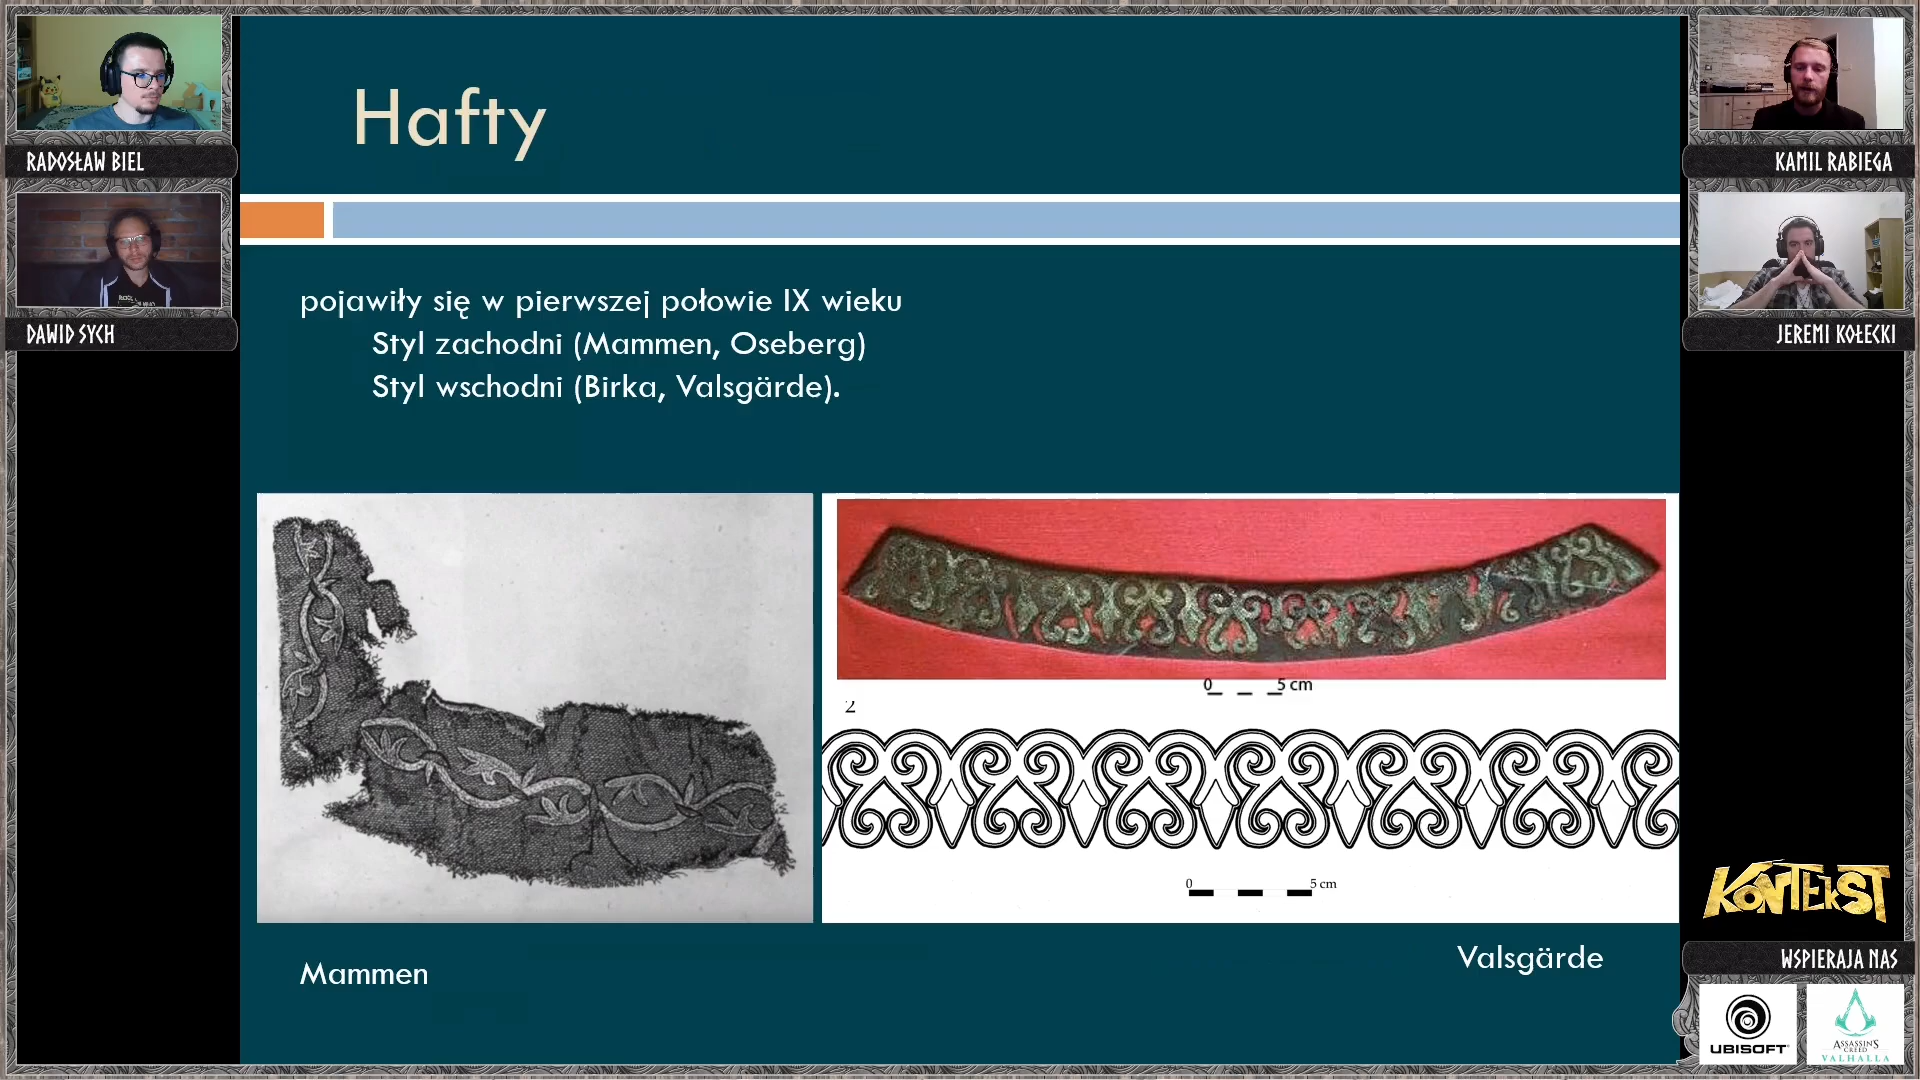 Hafty
RADOSŁAW BIEL
DAWID SYCH
KAMIL RABIEGA
JEREMI KOŁECKI
pojawiły się w pierwszej połowie IX wieku
Styl zachodni (Mammen, Oseberg)
Styl wschodni (Birka, Valsgärde).
0 5 cm
2
0 5 cm
Mammen
Valsgärde
KONTEKST
WSPIERAJA NAS
UBISOFT
ASSASSIN'S
CREED
VALHALLA